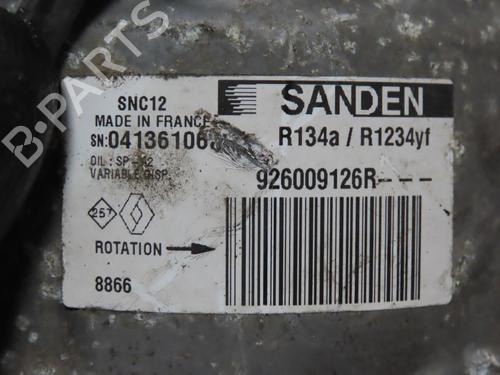 SNC12
MADE IN FRANCE
SANDEN
R134a / R1234yf
OIL: SP
VARIABLE DISP.
926009126R---
257
ROTATION
8866
B-PARTS